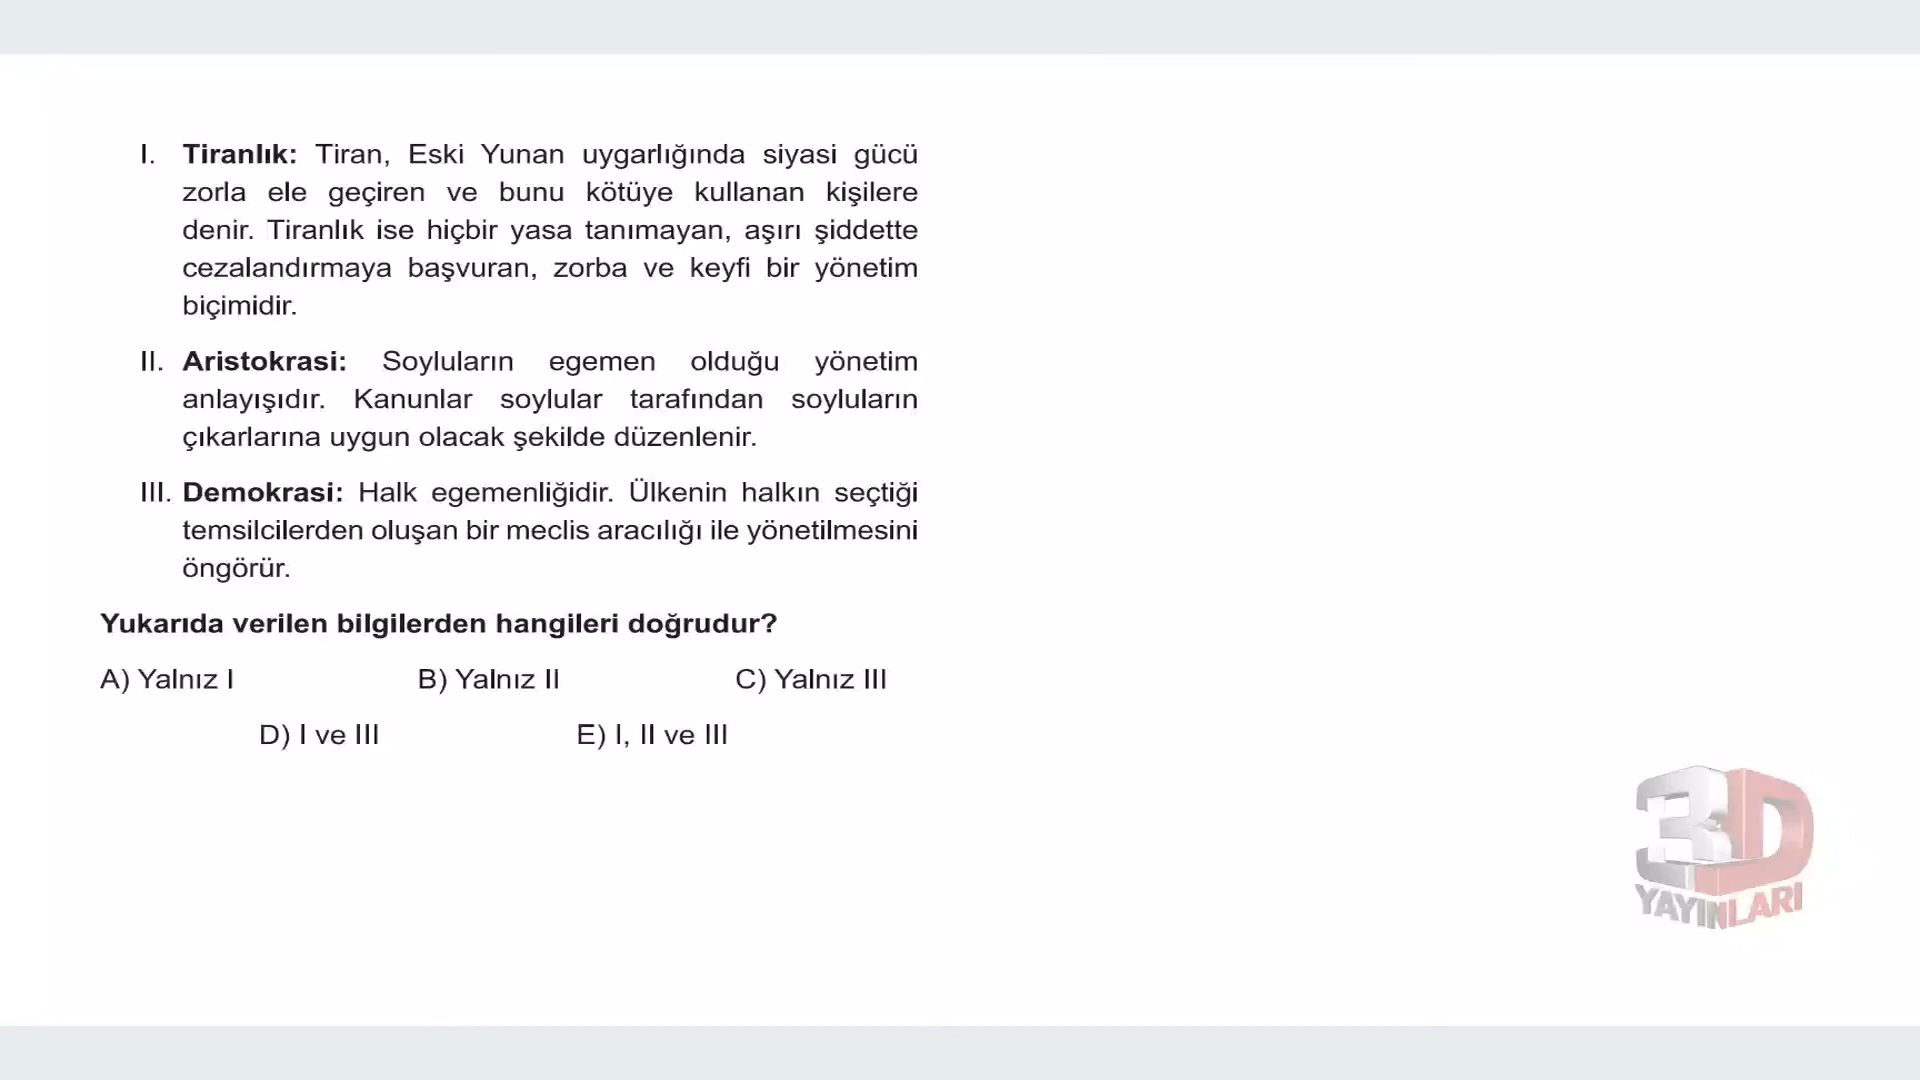 I. Tiranlık: Tiran, Eski Yunan uygarlığında siyasi gücü
zorla ele geçiren ve bunu kötüye kullanan kişilere
denir. Tiranlık ise hiçbir yasa tanımayan, aşırı şiddette
cezalandırmaya başvuran, zorba ve keyfi bir yönetim
biçimidir.
II. Aristokrasi: Soyluların egemen olduğu yönetim
anlayışıdır. Kanunlar soylular tarafından soyluların
çıkarlarına uygun olacak şekilde düzenlenir.
III. Demokrasi: Halk egemenliğidir. Ülkenin halkın seçtiği
temsilcilerden oluşan bir meclis aracılığı ile yönetilmesini
öngörür.
Yukarıda verilen bilgilerden hangileri doğrudur?
A) Yalnız I B) Yalnız II C) Yalnız III
D) I ve III E) I, II ve III
3D
YAYINLARI